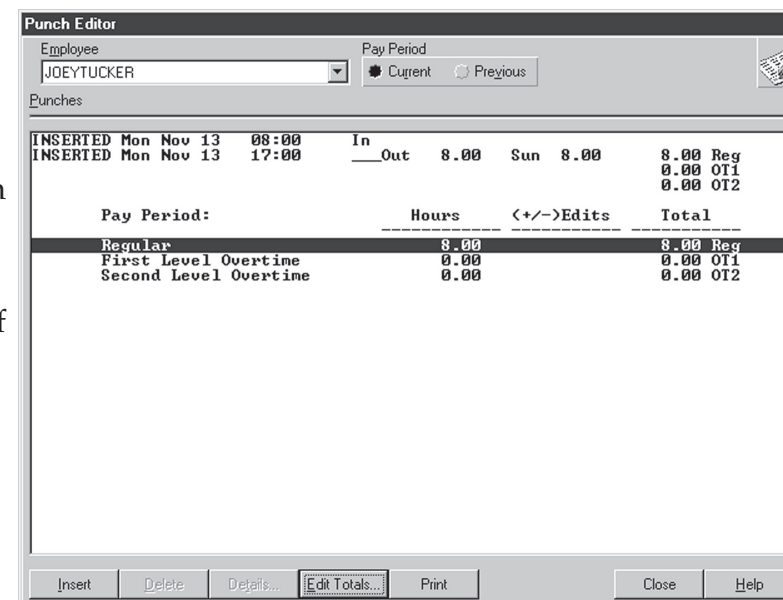 Punch Editor
Employee
Pay Period
JOEYTUCKER
Current Previous
Punches
INSERTED Mon Nov 13 08:00 In
INSERTED Mon Nov 13 17:00 ___Out 8.00 Sun 8.00 8.00 Reg
0.00 OT1
0.00 OT2
Pay Period: Hours (+/-)Edits Total
Regular 8.00 8.00 Reg
First Level Overtime 0.00 0.00 OT1
Second Level Overtime 0.00 0.00 OT2
Insert Delete Details... Edit Totals... Print Close Help